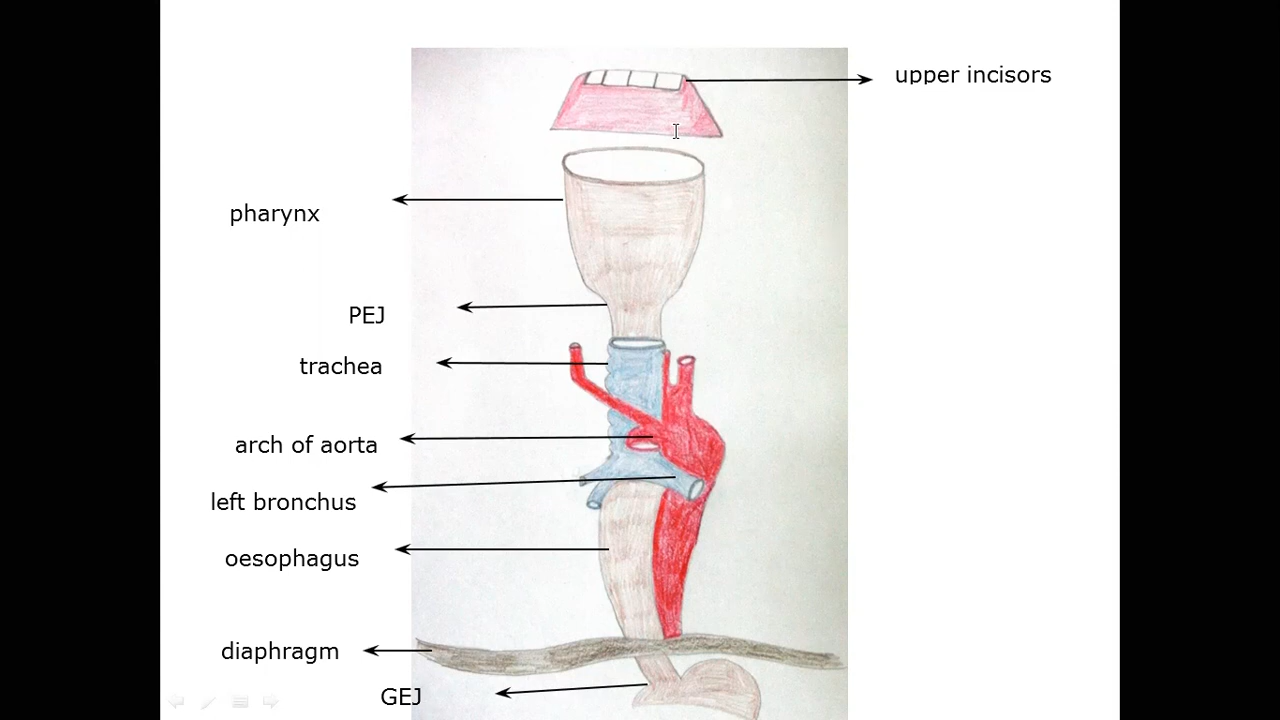 upper incisors
pharynx
PEJ
trachea
arch of aorta
left bronchus
oesophagus
diaphragm
GEJ